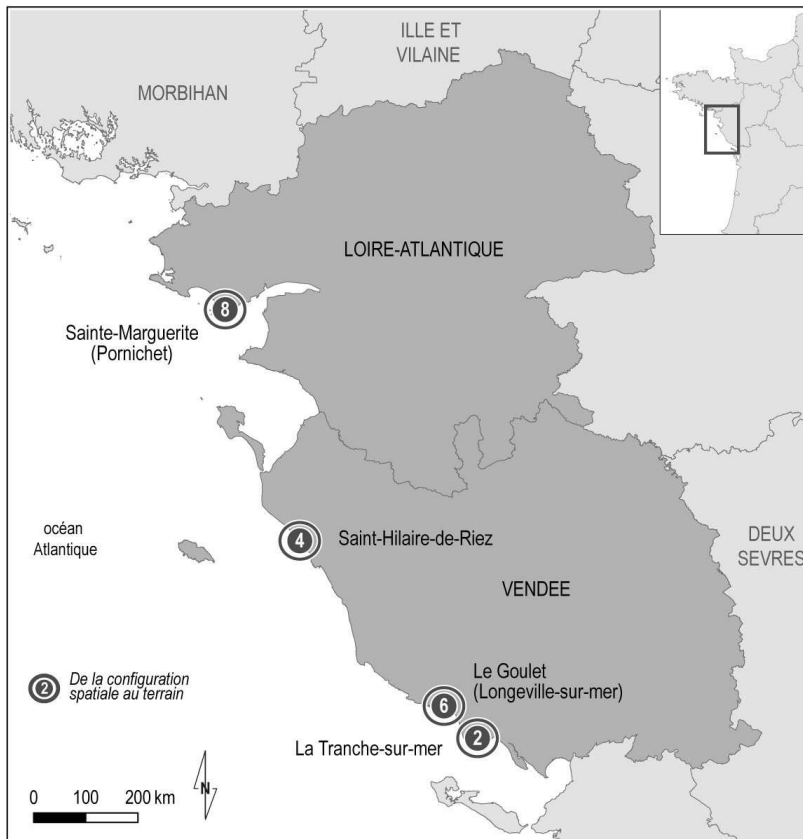 ILLE ET
VILAINE
MORBIHAN
LOIRE-ATLANTIQUE
8
Sainte-Marguerite
(Pornichet)
océan
Atlantique
4
Saint-Hilaire-de-Riez
DEUX
SEVRES
VENDEE
Le Goulet
(Longeville-sur-mer)
2
De la configuration
spatiale au terrain
6
La Tranche-sur-mer
2
N
0 100 200 km